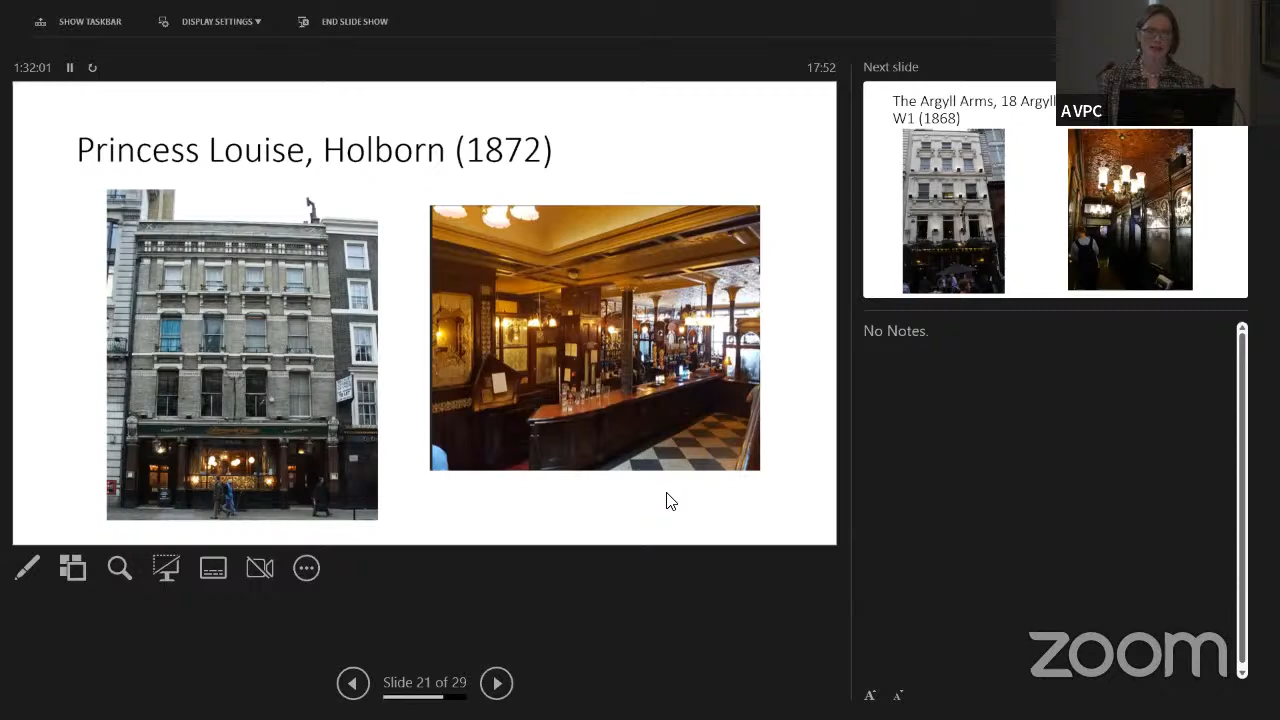 SHOW TASKBAR
DISPLAY SETTINGS ▼
END SLIDE SHOW
1:32:01
17:52
Next slide
Princess Louise, Holborn (1872)
The Argyll Arms, 18 Argyll
W1 (1868)
AVPC
No Notes.
zoom
Slide 21 of 29
A
A